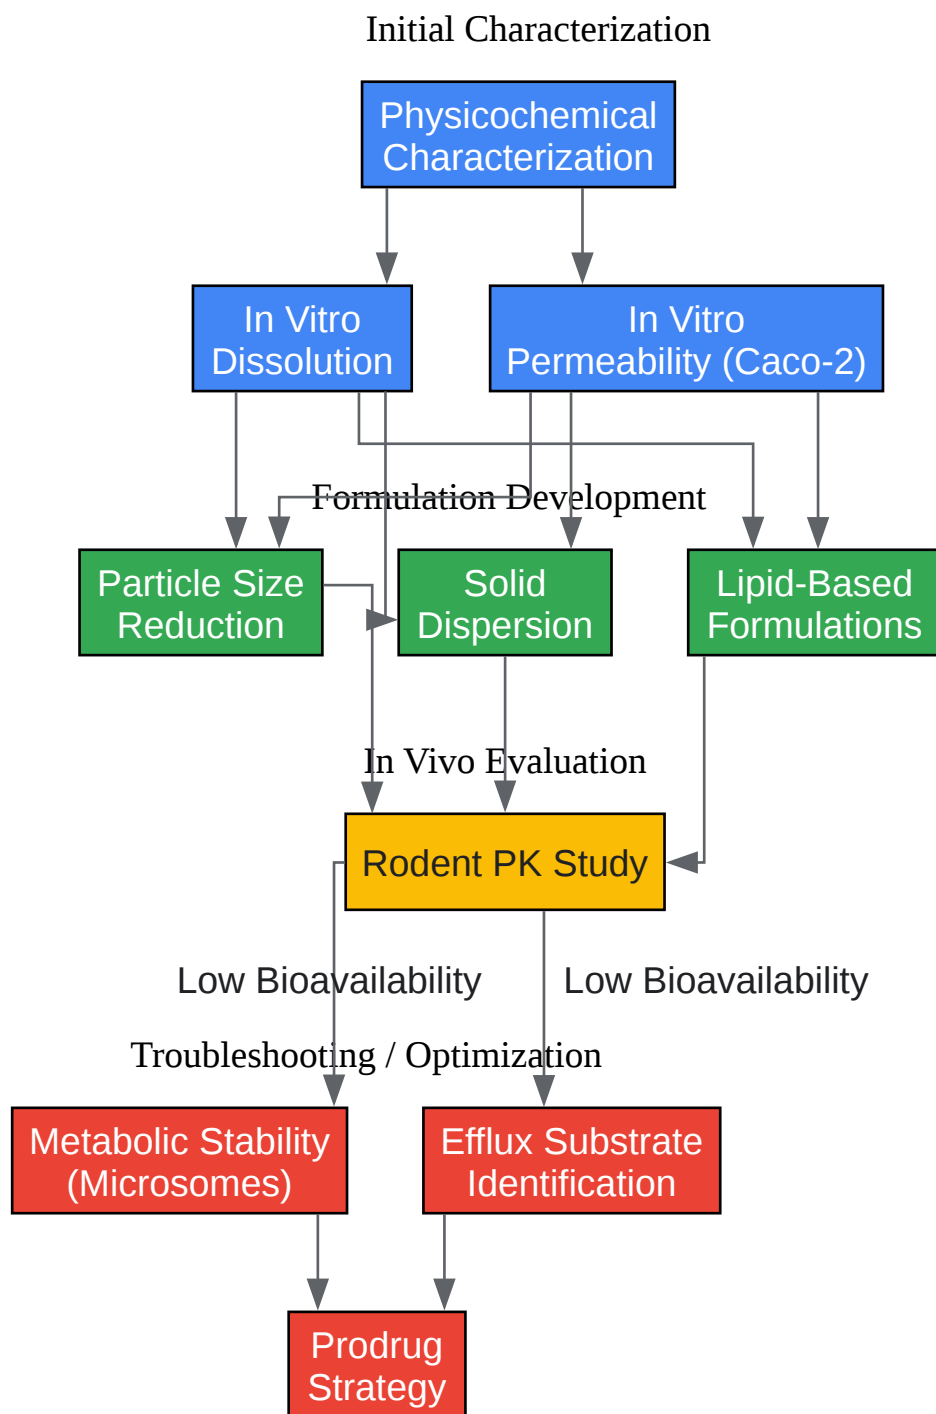 Initial Characterization
Physicochemical
Characterization
In Vitro
Dissolution
In Vitro
Permeability (Caco-2)
Formulation Development
Particle Size
Reduction
Solid
Dispersion
Lipid-Based
Formulations
In Vivo Evaluation
Rodent PK Study
Low Bioavailability
Low Bioavailability
Troubleshooting / Optimization
Metabolic Stability
(Microsomes)
Efflux Substrate
Identification
Prodrug
Strategy